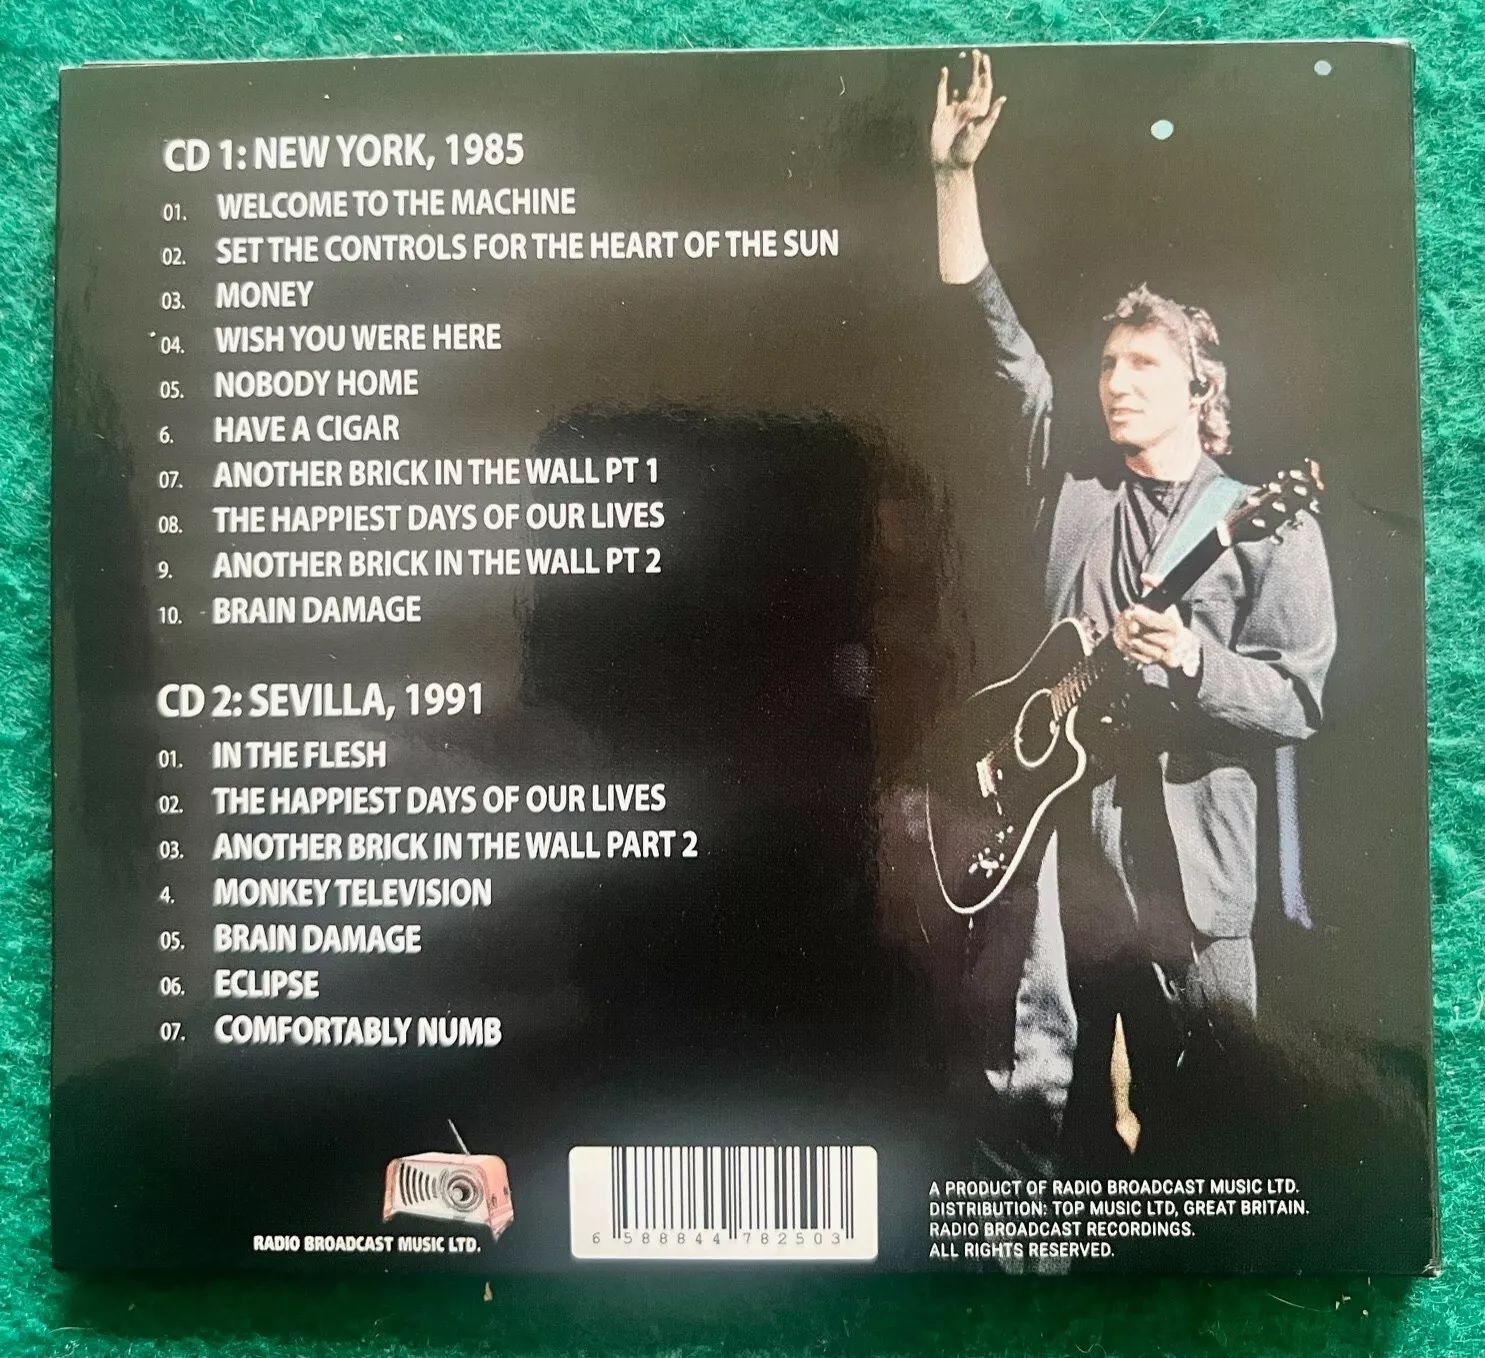 CD 1: NEW YORK, 1985
01. WELCOME TO THE MACHINE
02. SET THE CONTROLS FOR THE HEART OF THE SUN
03. MONEY
04. WISH YOU WERE HERE
05. NOBODY HOME
6. HAVE A CIGAR
07. ANOTHER BRICK IN THE WALL PT 1
08. THE HAPPIEST DAYS OF OUR LIVES
9. ANOTHER BRICK IN THE WALL PT 2
10. - BRAIN DAMAGE
CD 2: SEVILLA, 1991
01. IN THE FLESH
02. THE HAPPIEST DAYS OF OUR LIVES
03. ANOTHER BRICK IN THE WALL PART 2
4. MONKEY TELEVISION
05. BRAIN DAMAGE
06. ECLIPSE
07. COMFORTABLY NUMB
RADIO BROADCAST MUSIC LTD.
6 588844 782503
A PRODUCT OF RADIO BROADCAST MUSIC LTD.
DISTRIBUTION: TOP MUSIC LTD, GREAT BRITAIN.
RADIO BROADCAST RECORDINGS.
ALL RIGHTS RESERVED.